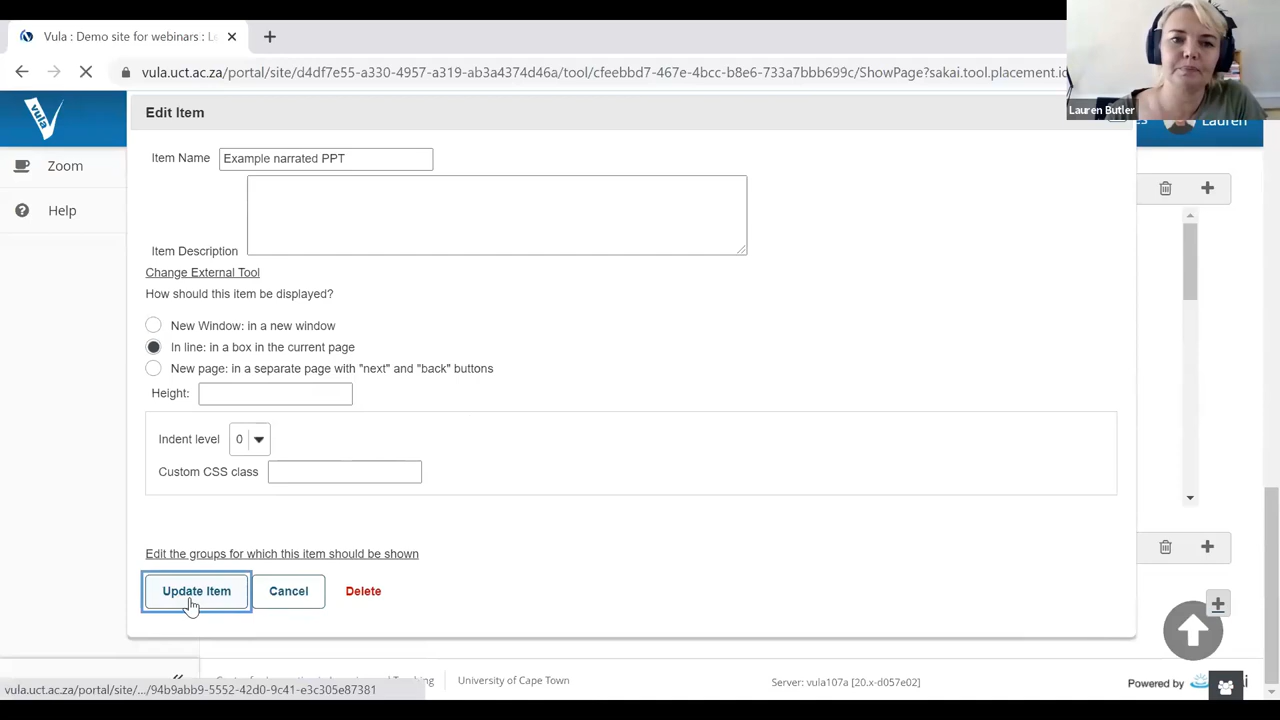 Vula : Demo site for webinars : L
vula.uct.ac.za/portal/site/d4df7e55-a330-4957-a319-ab3a4374d46a/tool/cfeebbd7-467e-4bcc-b8e6-733a7bbb699c/ShowPage?sakai.tool.placement.id
Lauren Butler
vula
Edit Item
Lauren
Zoom
Help
Item Name Example narrated PPT
Item Description
Change External Tool
How should this item be displayed?
New Window: in a new window
In line: in a box in the current page
New page: in a separate page with "next" and "back" buttons
Height:
Indent level 0
Custom CSS class
Edit the groups for which this item should be shown
Update Item Cancel Delete
University of Cape Town
Server: vula107a [20.x-d057e02]
Powered by
vula.uct.ac.za/portal/site/.../94b9abb9-5552-42d0-9c41-e3c305e87381